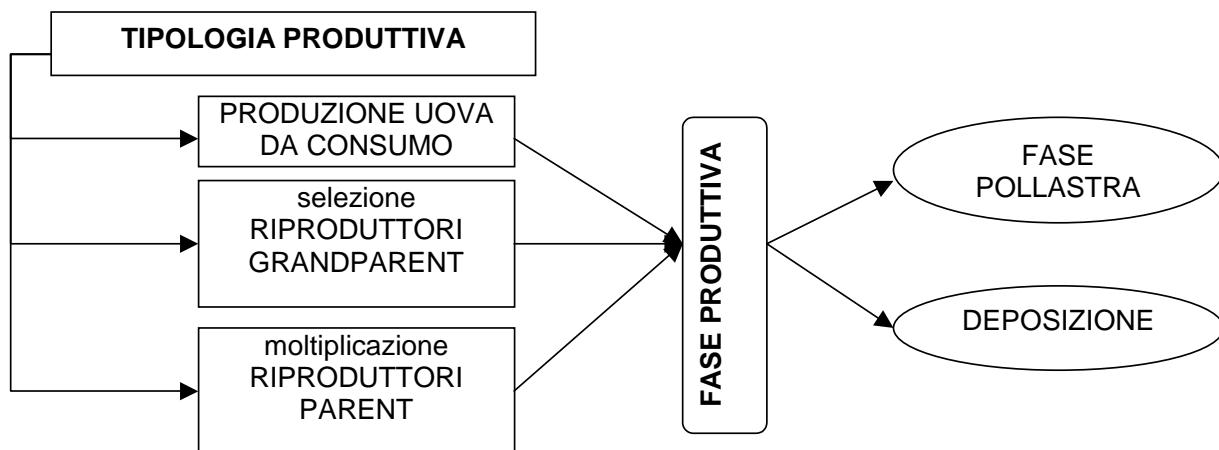 TIPOLOGIA PRODUTTIVA
PRODUZIONE UOVA
DA CONSUMO
selezione
RIPRODUTTORI
GRANDPARENT
moltiplicazione
RIPRODUTTORI
PARENT
FASE PRODUTTIVA
FASE
POLLASTRA
DEPOSIZIONE